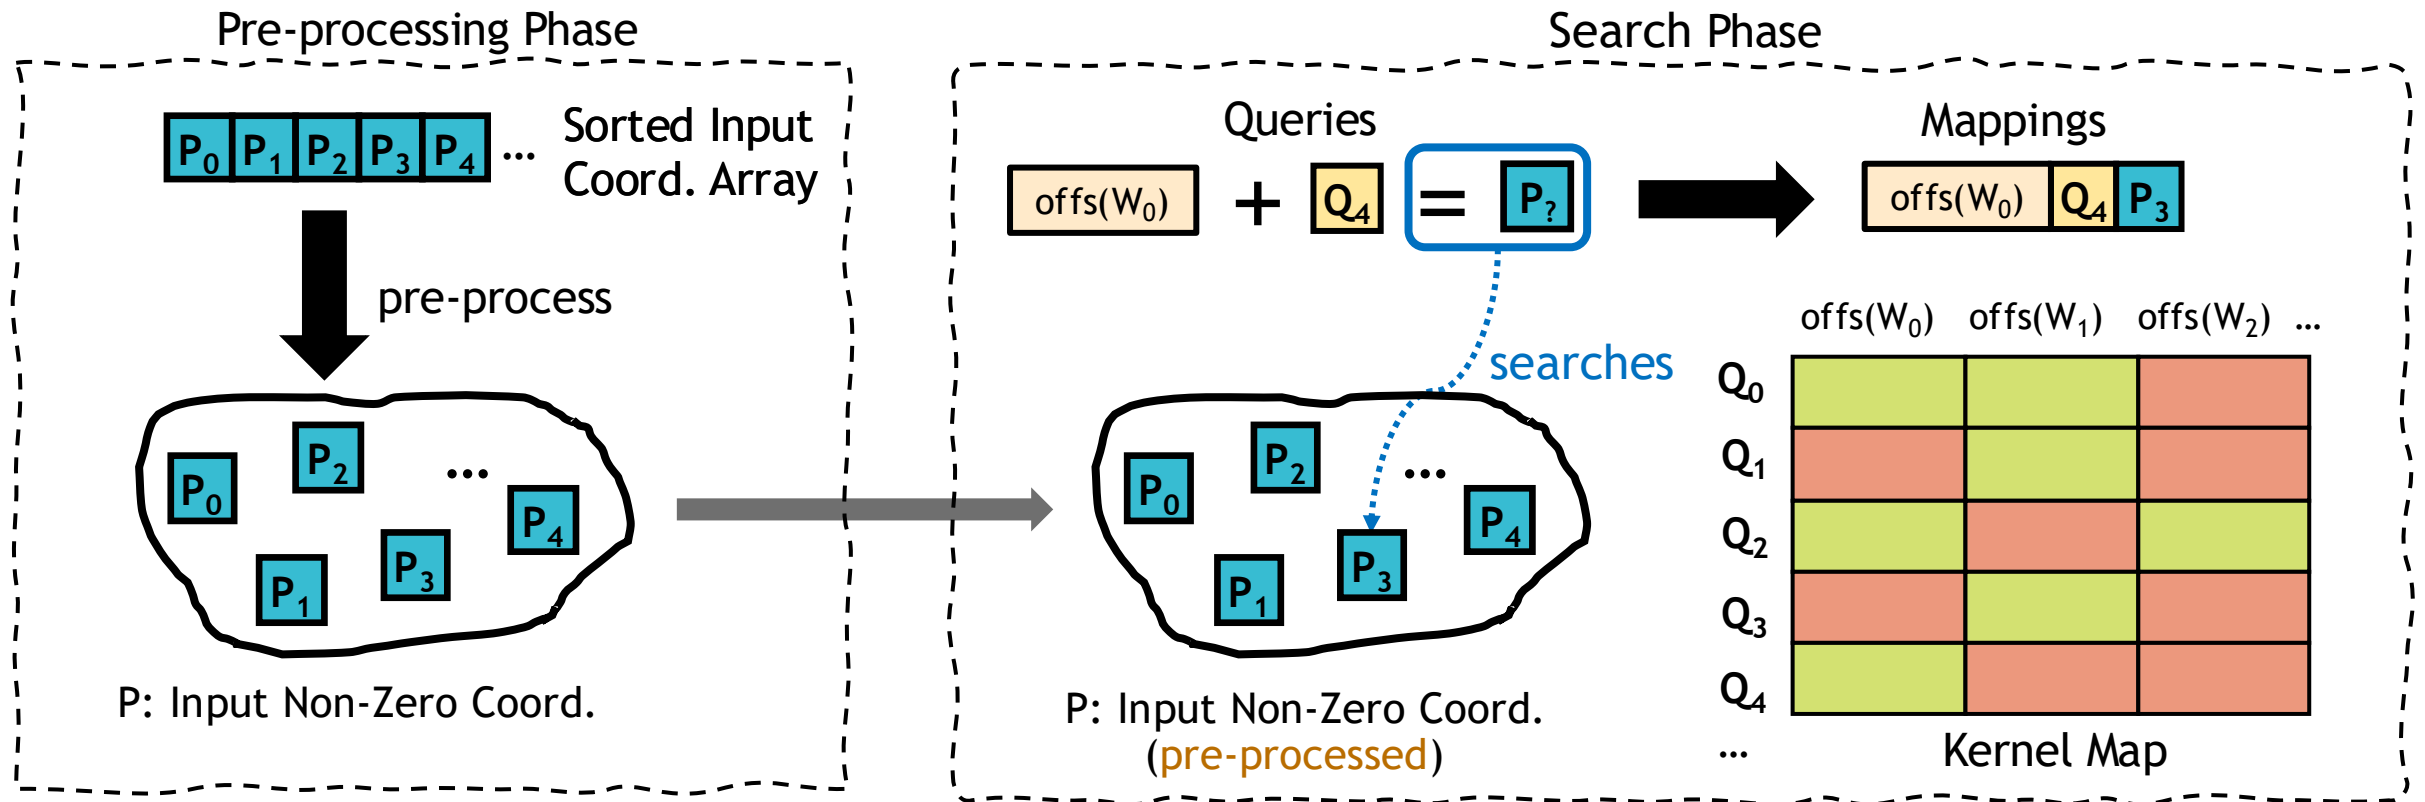 Pre-processing Phase
P0 P1 P2 P3 P4 ...
Sorted Input
Coord. Array
pre-process
P0 P2 ... P4 P1 P3
P: Input Non-Zero Coord.
Search Phase
Queries
offs(W0) + Q4 = P?
Mappings
offs(W0) Q4 P3
searches
P0 P2 ... P4 P1 P3
P: Input Non-Zero Coord.
(pre-processed)
offs(W0) offs(W1) offs(W2) ...
Q0
Q1
Q2
Q3
Q4
...
Kernel Map